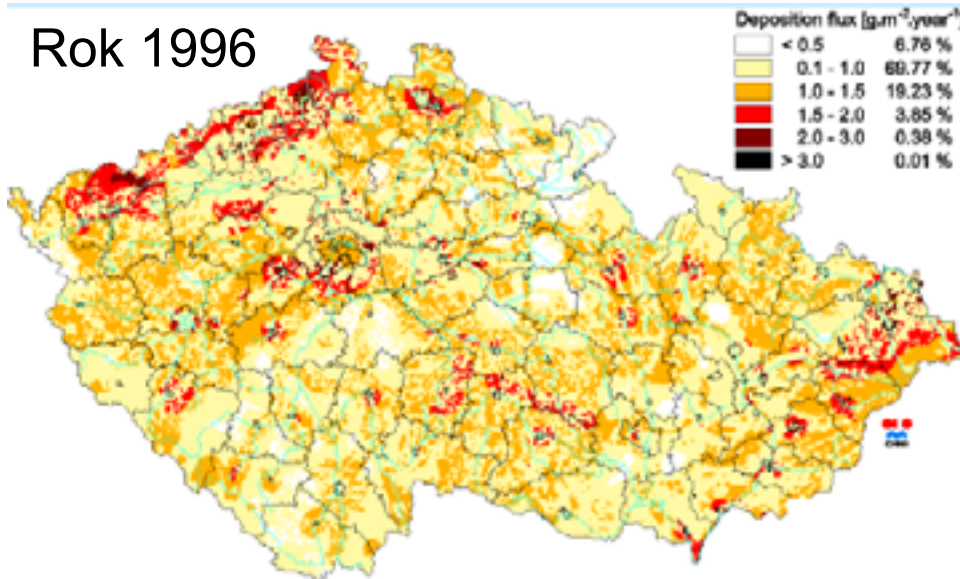 Rok 1996
Deposition flux [g.m⁻².year⁻¹]
< 0.5 6.76 %
0.1 - 1.0 69.77 %
1.0 - 1.5 19.23 %
1.5 - 2.0 3.85 %
2.0 - 3.0 0.38 %
> 3.0 0.01 %